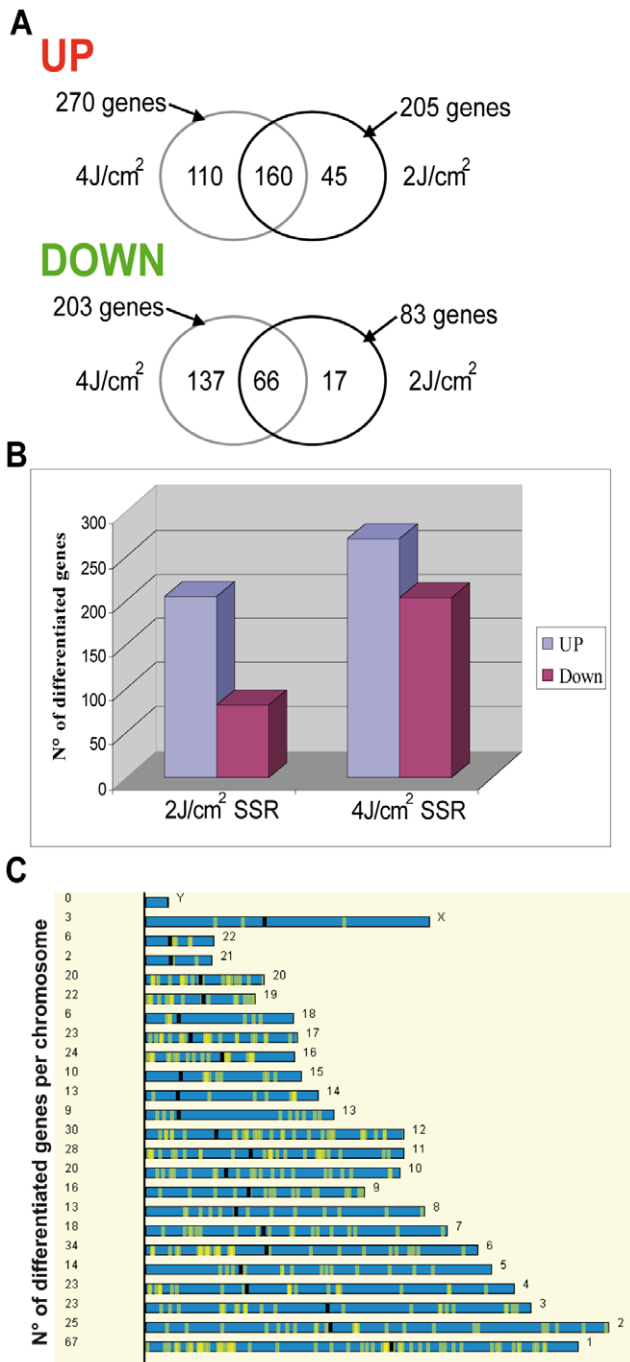 A
UP
270 genes
205 genes
4J/cm² 110 160 45 2J/cm²
DOWN
203 genes
83 genes
4J/cm² 137 66 17 2J/cm²
B
N° of differentiated genes
300
250
200
150
100
50
0
2J/cm² SSR 4J/cm² SSR
UP
Down
C
N° of differentiated genes per chromosome
0 Y
3 X
6 22
2 21
20 20
22 19
6 18
23 17
24 16
10 15
13 14
9 13
30 12
28 11
20 10
16 9
13 8
18 7
34 6
14 5
23 4
23 3
25 2
67 1